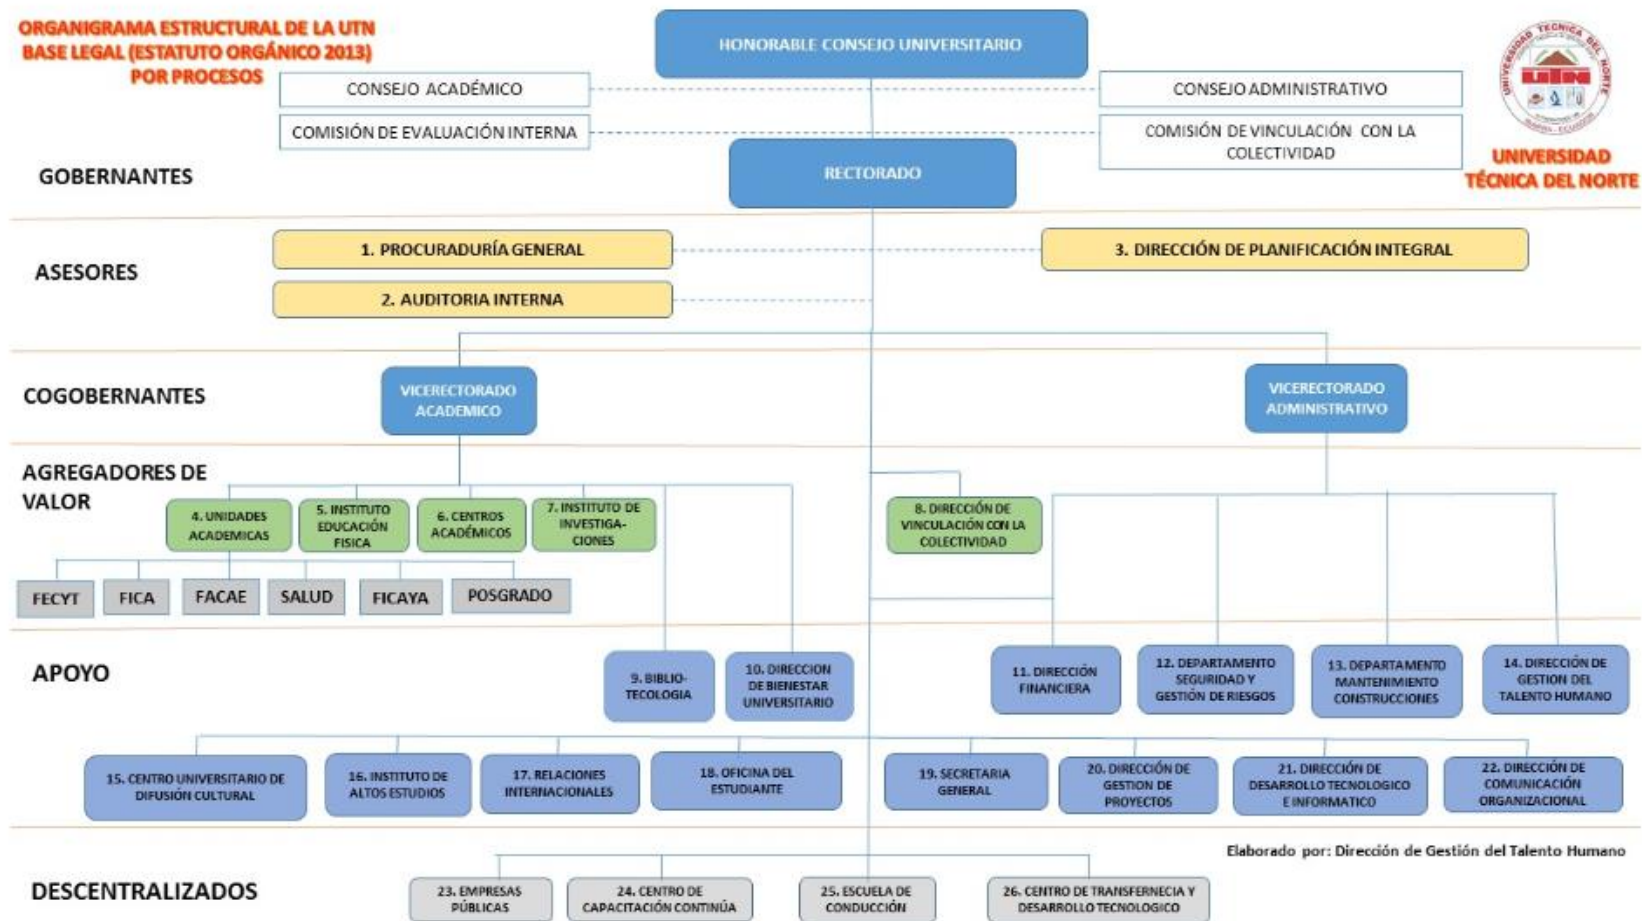 ORGANIGRAMA ESTRUCTURAL DE LA UTN
BASE LEGAL (ESTATUTO ORGÁNICO 2013)
POR PROCESOS
HONORABLE CONSEJO UNIVERSITARIO
UNIVERSIDAD TECNICA DEL NORTE
UTN
IBARRA - ECUADOR
UNIVERSIDAD
TÉCNICA DEL NORTE
CONSEJO ACADÉMICO
CONSEJO ADMINISTRATIVO
COMISIÓN DE EVALUACIÓN INTERNA
COMISIÓN DE VINCULACIÓN CON LA
COLECTIVIDAD
GOBERNANTES
RECTORADO
ASESORES
1. PROCURADURÍA GENERAL
3. DIRECCIÓN DE PLANIFICACIÓN INTEGRAL
2. AUDITORIA INTERNA
COGOBERNANTES
VICERECTORADO
ACADEMICO
VICERECTORADO
ADMINISTRATIVO
AGREGADORES DE
VALOR
4. UNIDADES
ACADEMICAS
5. INSTITUTO
EDUCACIÓN
FISICA
6. CENTROS
ACADÉMICOS
7. INSTITUTO DE
INVESTIGA-
CIONES
8. DIRECCIÓN DE
VINCULACIÓN CON LA
COLECTIVIDAD
FECYT
FICA
FACAE
SALUD
FICAYA
POSGRADO
APOYO
9. BIBLIO-
TECOLOGIA
10. DIRECCION
DE BIENESTAR
UNIVERSITARIO
11. DIRECCIÓN
FINANCIERA
12. DEPARTAMENTO
SEGURIDAD Y
GESTIÓN DE RIESGOS
13. DEPARTAMENTO
MANTENIMIENTO
CONSTRUCCIONES
14. DIRECCIÓN DE
GESTION DEL
TALENTO HUMANO
15. CENTRO UNIVERSITARIO DE
DIFUSIÓN CULTURAL
16. INSTITUTO DE
ALTOS ESTUDIOS
17. RELACIONES
INTERNACIONALES
18. OFICINA DEL
ESTUDIANTE
19. SECRETARIA
GENERAL
20. DIRECCIÓN DE
GESTION DE
PROYECTOS
21. DIRECCIÓN DE
DESARROLLO TECNOLOGICO
E INFORMATICO
22. DIRECCIÓN DE
COMUNICACIÓN
ORGANIZACIONAL
Elaborado por: Dirección de Gestión del Talento Humano
DESCENTRALIZADOS
23. EMPRESAS
PÚBLICAS
24. CENTRO DE
CAPACITACIÓN CONTINÚA
25. ESCUELA DE
CONDUCCIÓN
26. CENTRO DE TRANSFERNECIA Y
DESARROLLO TECNOLOGICO